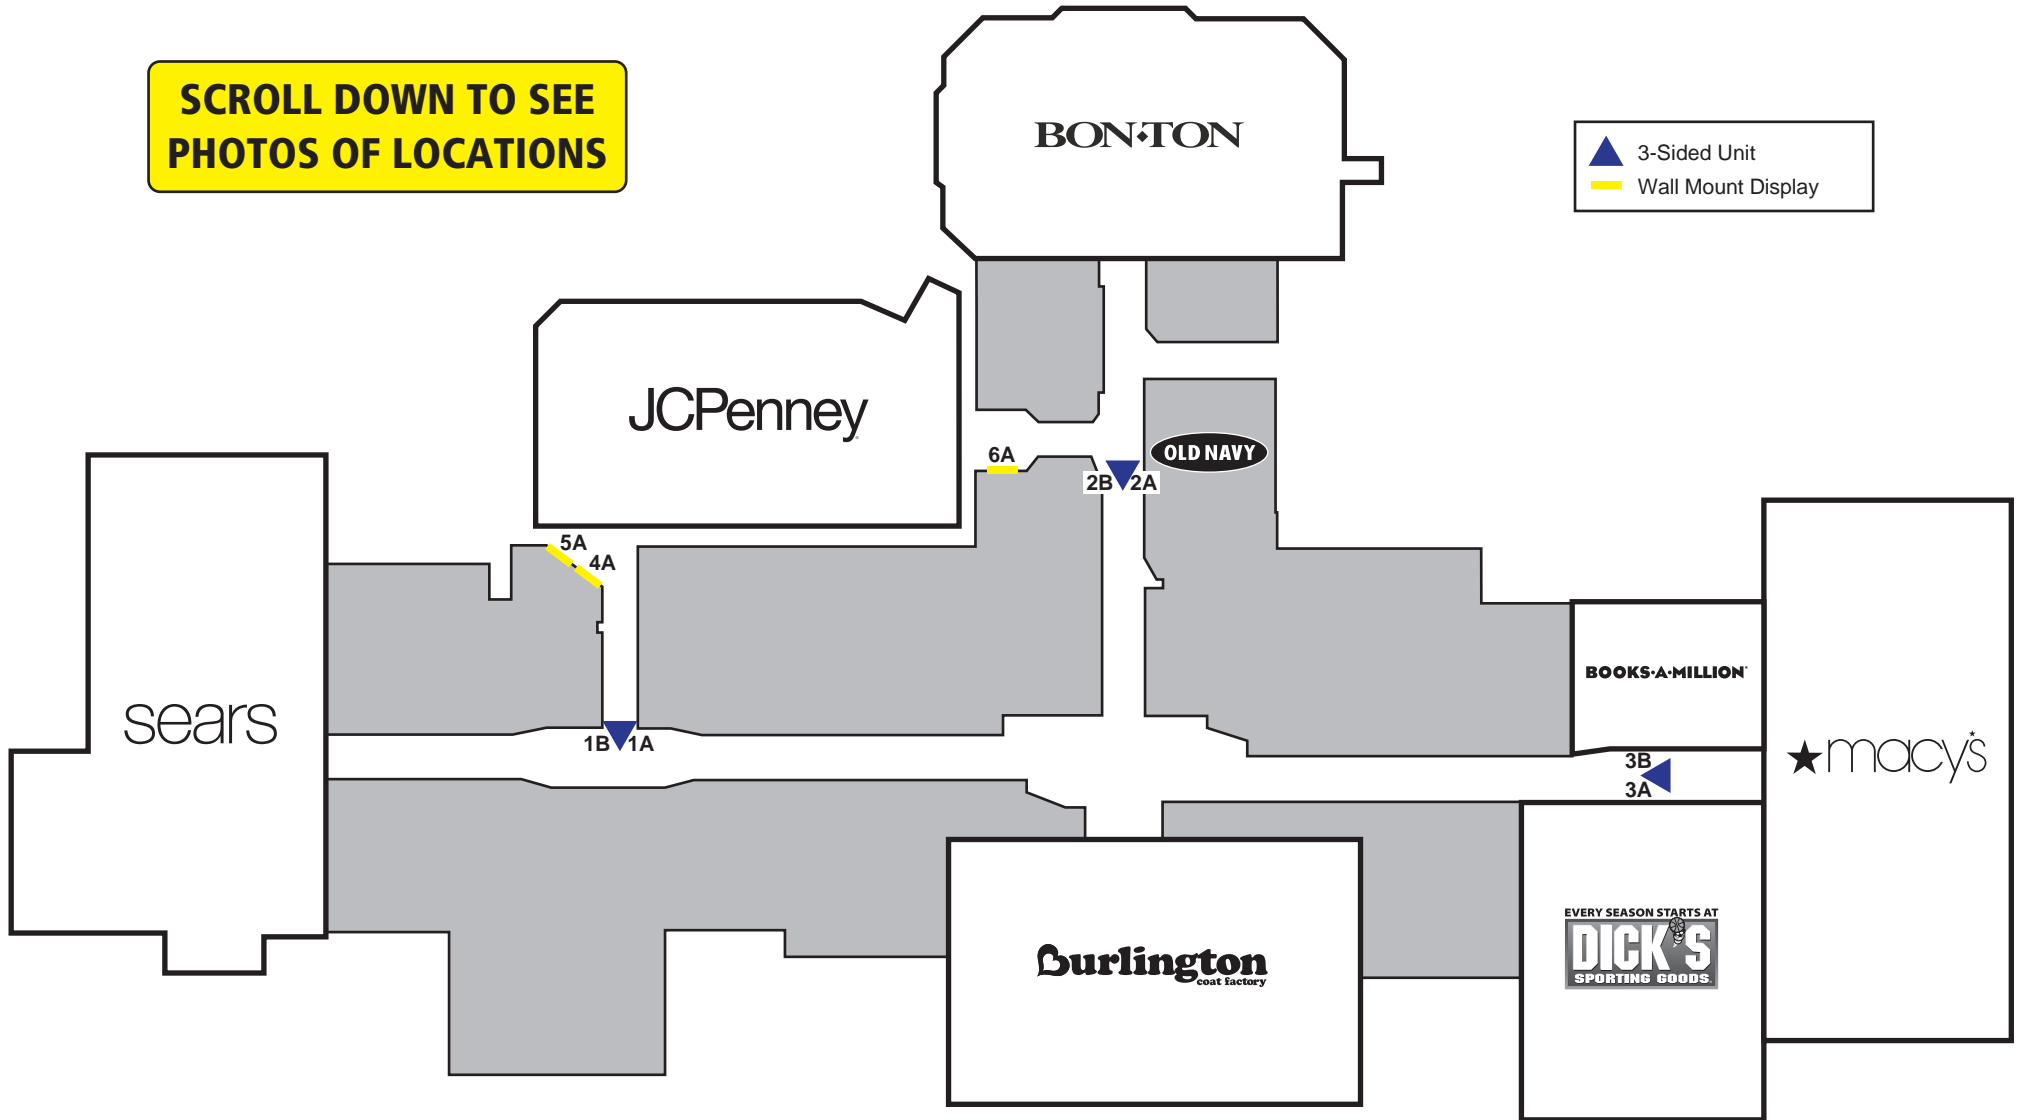 SCROLL DOWN TO SEE
PHOTOS OF LOCATIONS
BON•TON
3-Sided Unit
Wall Mount Display
JCPenney
OLD NAVY
6A
2B 2A
5A
4A
sears
1B 1A
BOOKS•A•MILLION
3B
3A
macy's
Burlington
coat factory
EVERY SEASON STARTS AT
DICK'S
SPORTING GOODS